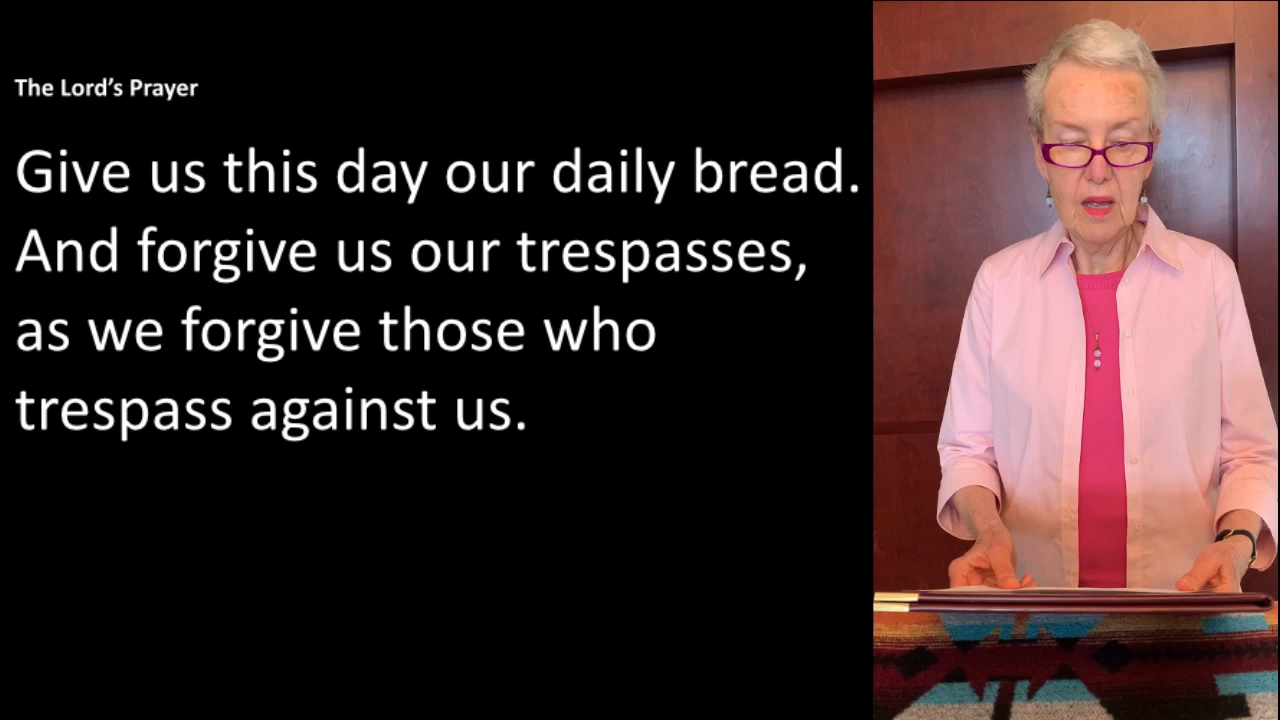 The Lord’s Prayer
Give us this day our daily bread.
And forgive us our trespasses,
as we forgive those who
trespass against us.